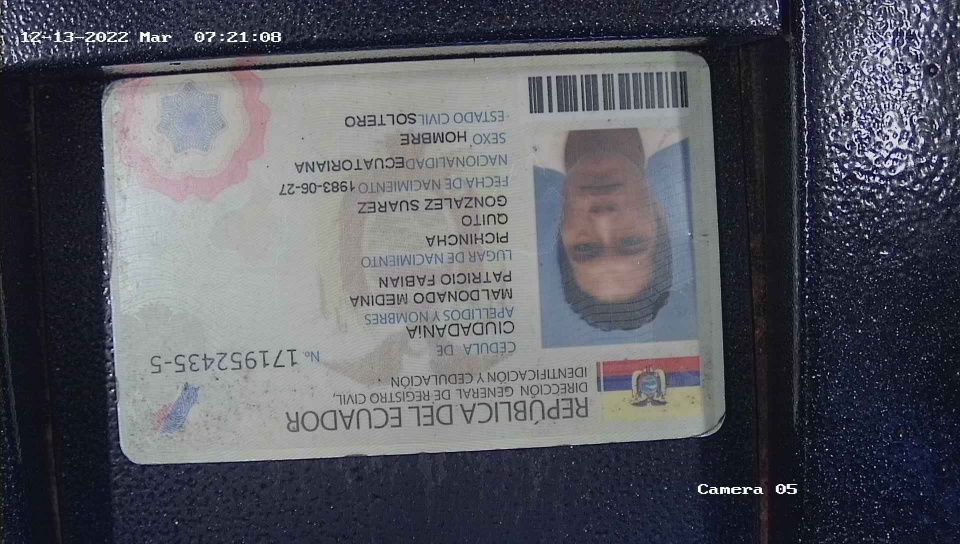 12-13-2022 Mar 07:21:08
REPÚBLICA DEL ECUADOR
DIRECCIÓN GENERAL DE REGISTRO CIVIL,
IDENTIFICACIÓN Y CEDULACIÓN
CÉDULA DE No. 171952435-5
CIUDADANÍA
APELLIDOS Y NOMBRES
MALDONADO MEDINA
PATRICIO FABIAN
LUGAR DE NACIMIENTO
PICHINCHA
QUITO
GONZALEZ SUAREZ
FECHA DE NACIMIENTO 1983-06-27
NACIONALIDAD ECUATORIANA
SEXO HOMBRE
ESTADO CIVIL SOLTERO
Camera 05